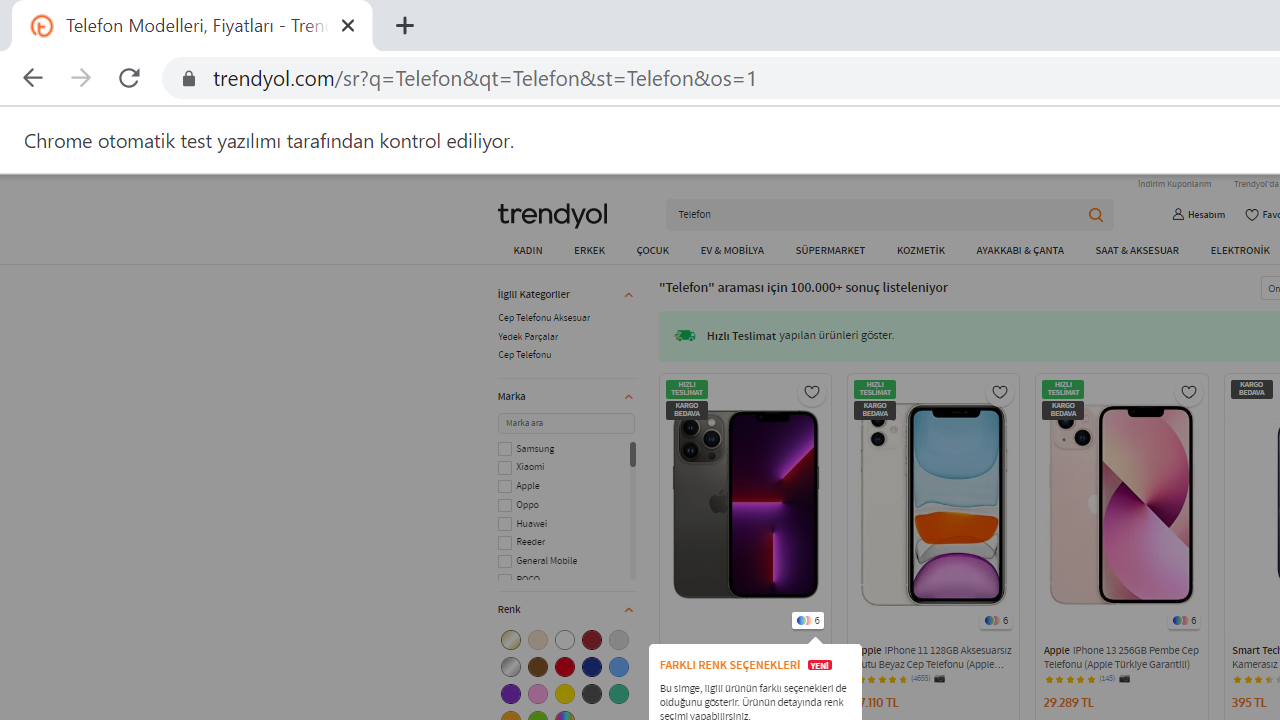 Telefon Modelleri, Fiyatları - Tren
trendyol.com/sr?q=Telefon&qt=Telefon&st=Telefon&os=1
Chrome otomatik test yazılımı tarafından kontrol ediliyor.
İndirim Kuponlarım Trendyol'da
trendyol Telefon Hesabım Favo
KADIN ERKEK ÇOCUK EV & MOBİLYA SÜPERMARKET KOZMETİK AYAKKABI & ÇANTA SAAT & AKSESUAR ELEKTRONİK
İlgili Kategoriler
Cep Telefonu Aksesuar
Yedek Parçalar
Cep Telefonu
Marka
Marka ara
Samsung
Xiaomi
Apple
Oppo
Huawei
Reeder
General Mobile
POCO
Renk
"Telefon" araması için 100.000+ sonuç listeleniyor
Ön
Hızlı Teslimat yapılan ürünleri göster.
HIZLI
TESLİMAT
KARGO
BEDAVA
6
HIZLI
TESLİMAT
KARGO
BEDAVA
6
pple iPhone 11 128GB Aksesuarsız
utu Beyaz Cep Telefonu (Apple...
(4655)
7.110 TL
HIZLI
TESLİMAT
KARGO
BEDAVA
6
Apple iPhone 13 256GB Pembe Cep
Telefonu (Apple Türkiye Garantili)
(145)
29.289 TL
KARGO
BEDAVA
Smart Tech
Kamerasız
395 TL
FARKLI RENK SEÇENEKLERİ YENİ
Bu simge, ilgili ürünün farklı seçenekleri de
olduğunu gösterir. Ürünün detayında renk
seçimi yapabilirsiniz.